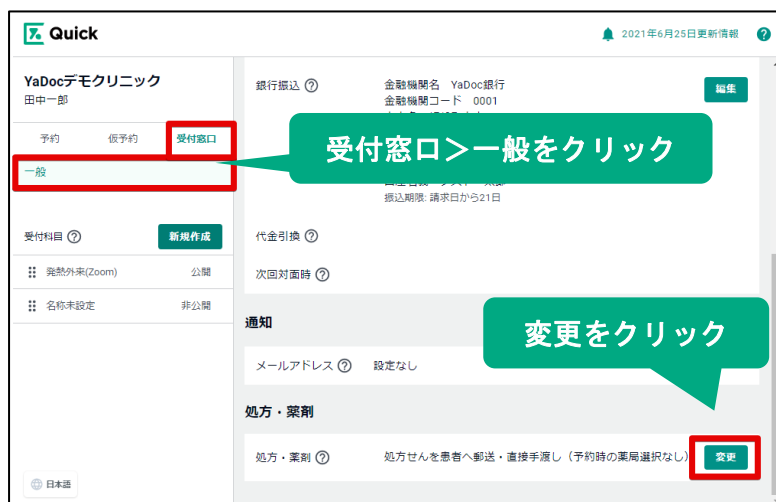 Quick
2021年6月25日更新情報
YaDocデモクリニック
田中一郎
予約 仮予約 受付窓口
一般
受付科目
新規作成
発熱外来(Zoom) 公開
名称未設定 非公開
日本語
銀行振込
金融機関名 YaDoc銀行
金融機関コード 0001
編集
受付窓口＞一般をクリック
振込期限: 請求日から21日
代金引換
次回対面時
通知
変更をクリック
メールアドレス 設定なし
処方・薬剤
処方・薬剤 処方せんを患者へ郵送・直接手渡し（予約時の薬局選択なし）
変更